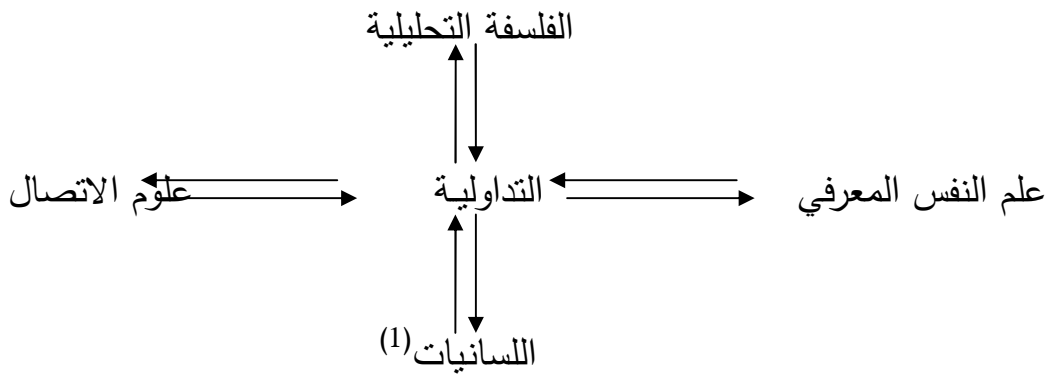 الفلسفة التحليلية
علم النفس المعرفي التداولية علوم الاتصال
اللسانيات(1)